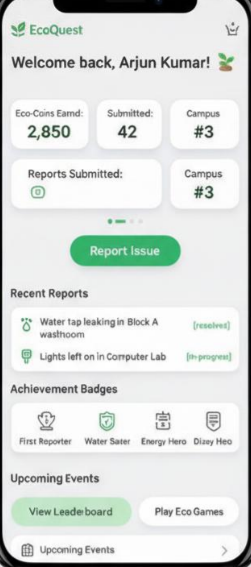 EcoQuest
Welcome back, Arjun Kumar!
Eco-Coins Earnd:
2,850
Submitted:
42
Campus
#3
Reports Submitted:
Campus
#3
Report Issue
Recent Reports
Water tap leaking in Block A
wasthoom
[resolved]
Lights left on in Computer Lab
[in-progress]
Achievement Badges
First Reporter
Water Sater
Energy Hero
Dizey Heo
Upcoming Events
View Leaderboard
Play Eco Games
Upcoming Events